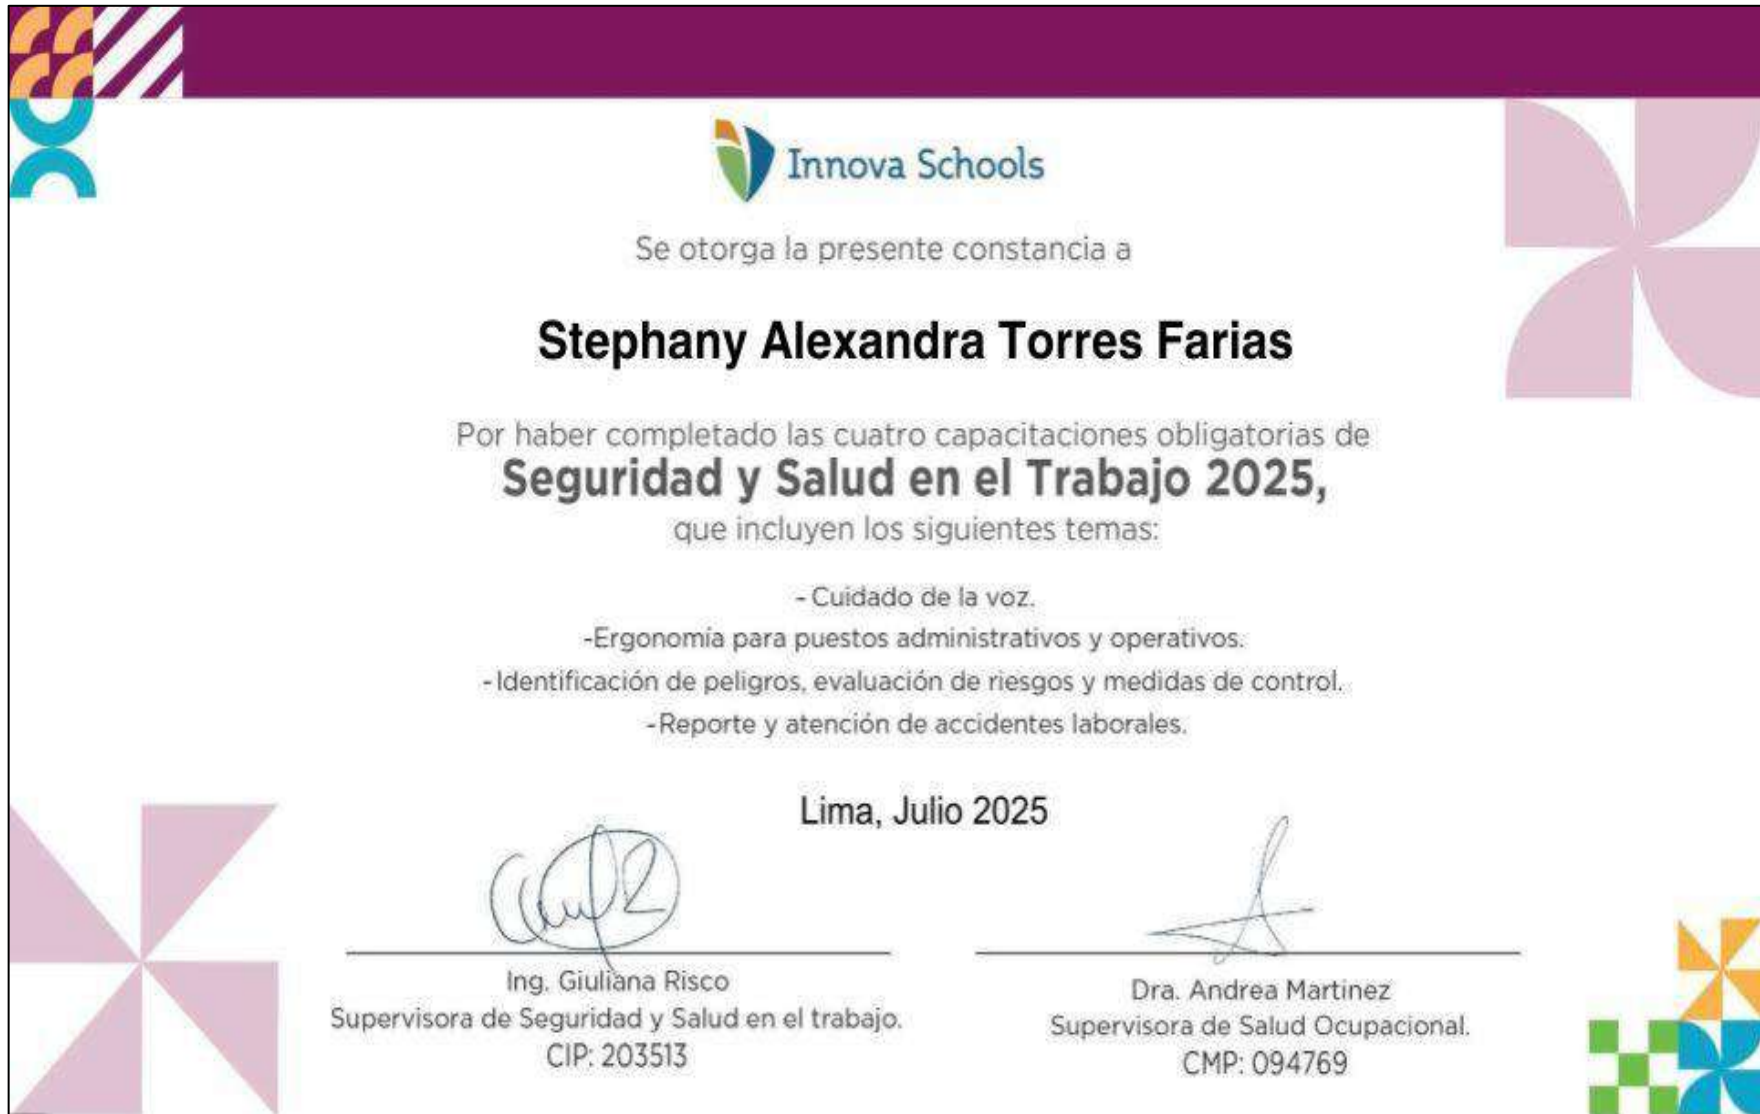 Innova Schools
Se otorga la presente constancia a
Stephany Alexandra Torres Farias
Por haber completado las cuatro capacitaciones obligatorias de
Seguridad y Salud en el Trabajo 2025,
que incluyen los siguientes temas:
- Cuidado de la voz.
-Ergonomía para puestos administrativos y operativos.
- Identificación de peligros, evaluación de riesgos y medidas de control.
-Reporte y atención de accidentes laborales.
Lima, Julio 2025
Ing. Giuliana Risco
Supervisora de Seguridad y Salud en el trabajo.
CIP: 203513
Dra. Andrea Martinez
Supervisora de Salud Ocupacional.
CMP: 094769